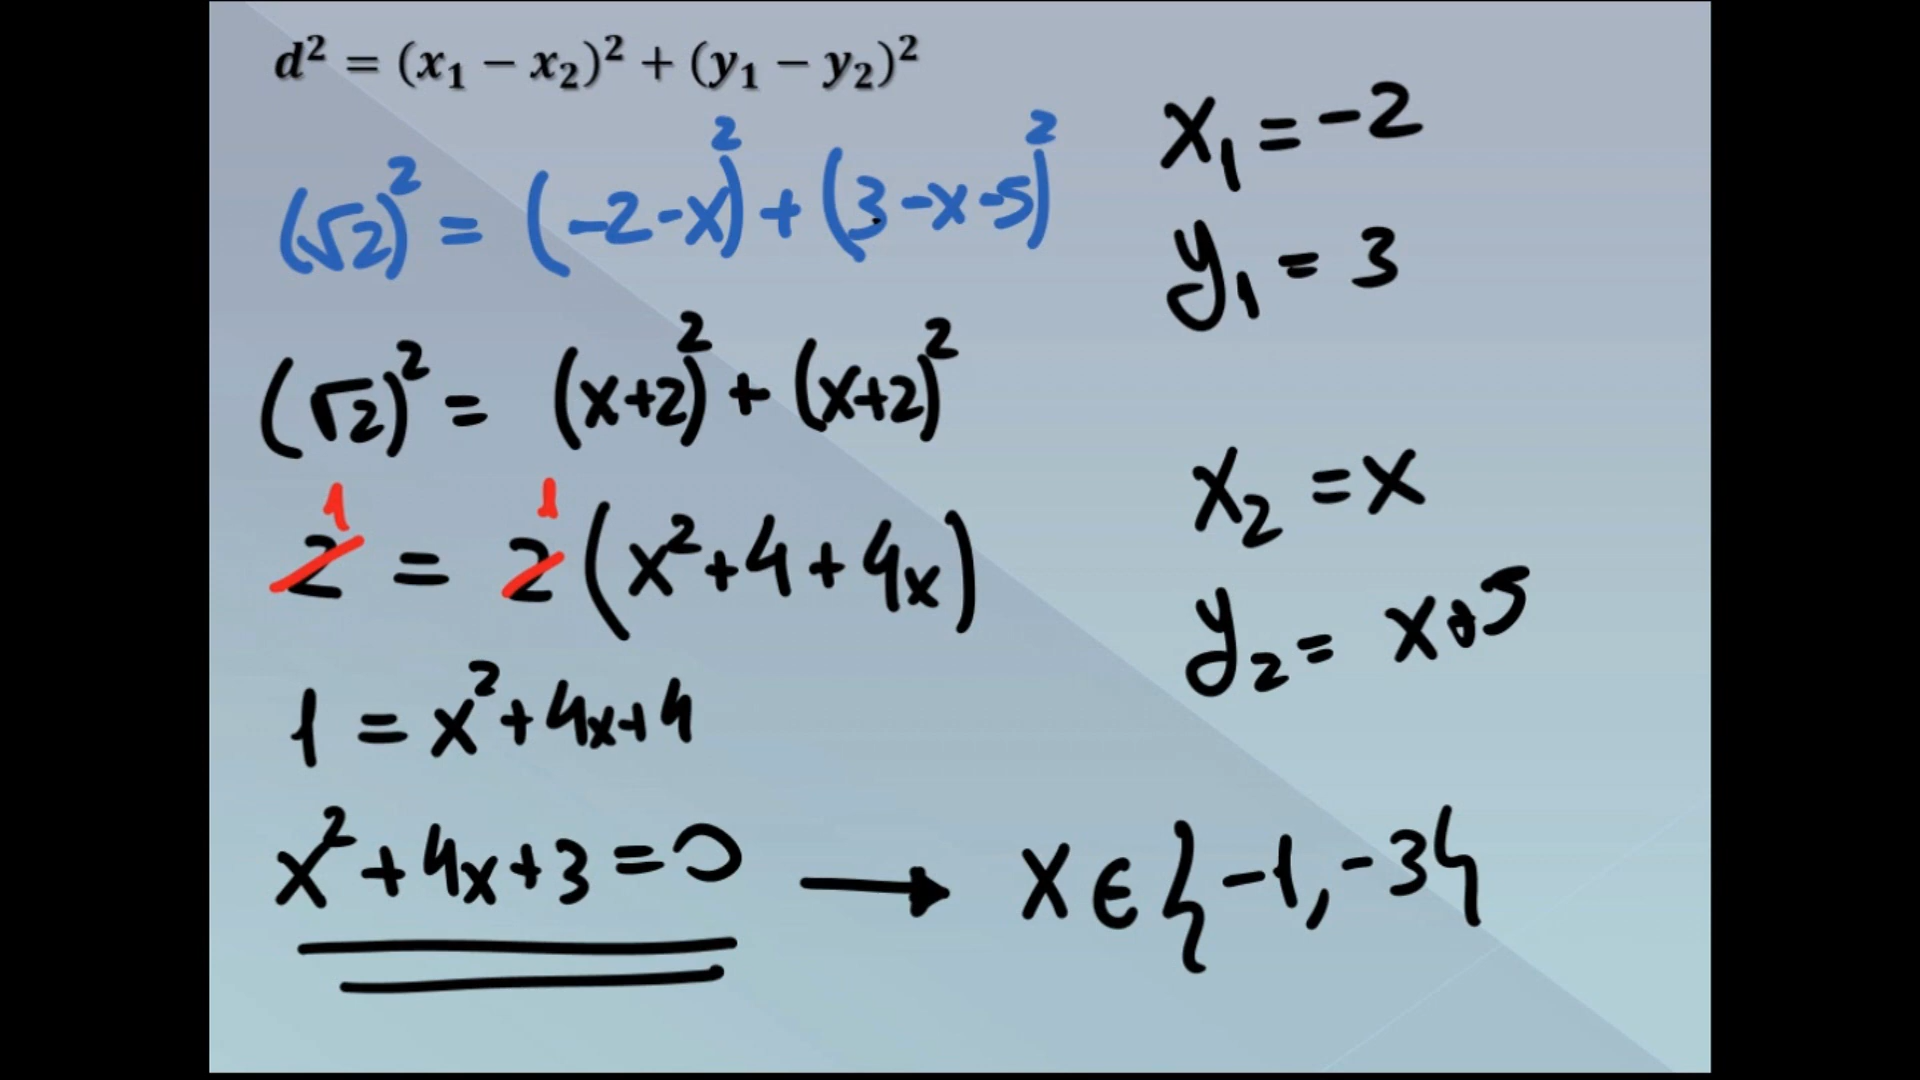 d² = (x₁ − x₂)² + (y₁ − y₂)²
(√2)² = (-2-x)² + (3-x-5)²
(√2)² = (x+2)² + (x+2)²
1 1
2 = 2 (x²+4+4x)
1 = x²+4x+4
x²+4x+3=0 → x ∈ {-1,-3}
x₁ = -2
y₁ = 3
x₂ = x
y₂ = x+5